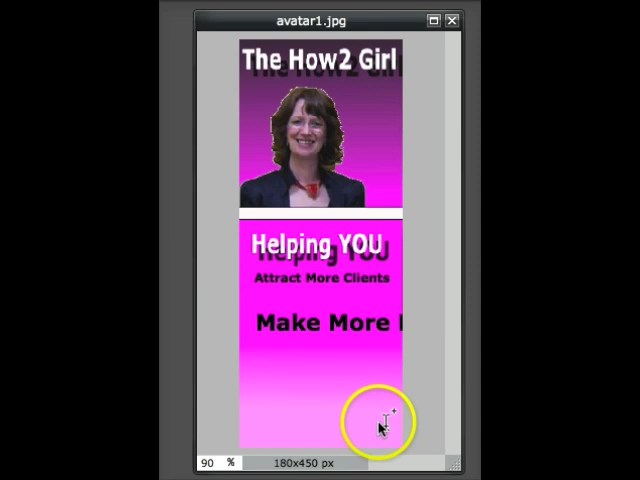 avatar1.jpg
The How2 Girl
Helping YOU
Attract More Clients
Make More
90 %
180x450 px